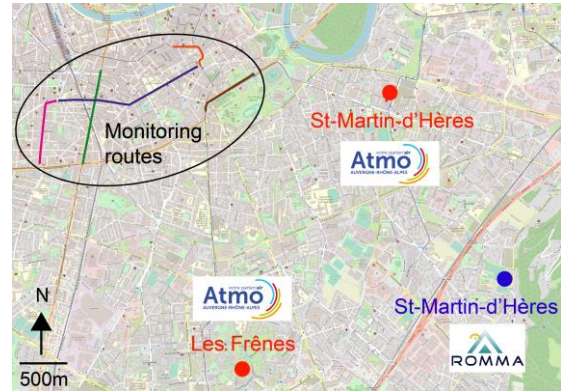 Monitoring
routes
St-Martin-d'Hères
Atmo
AUVERGNE-RHÔNE-ALPES
Atmo
AUVERGNE-RHÔNE-ALPES
Les Frênes
St-Martin-d'Hères
ROMMA
N
500m